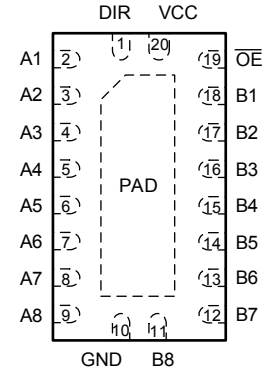 DIR VCC
1 20
A1 2 19 O̅E̅
A2 3 18 B1
A3 4 17 B2
A4 5 16 B3
A5 6 15 B4
A6 7 14 B5
A7 8 13 B6
A8 9 12 B7
PAD
10 11
GND B8